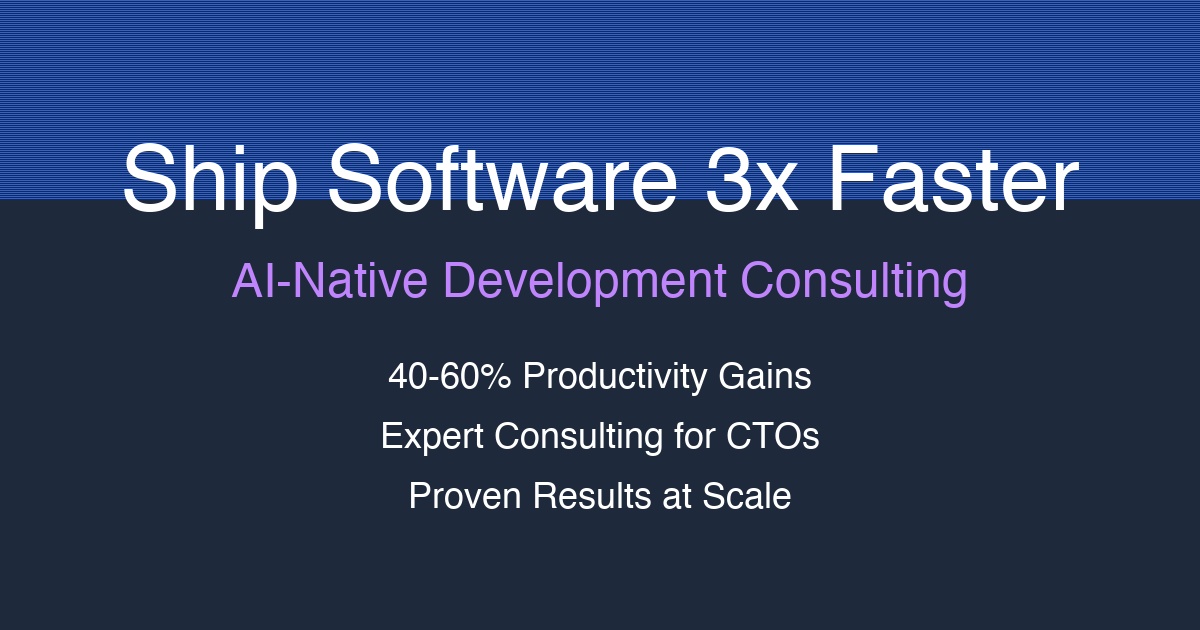 Ship Software 3x Faster
AI-Native Development Consulting
40-60% Productivity Gains
Expert Consulting for CTOs
Proven Results at Scale